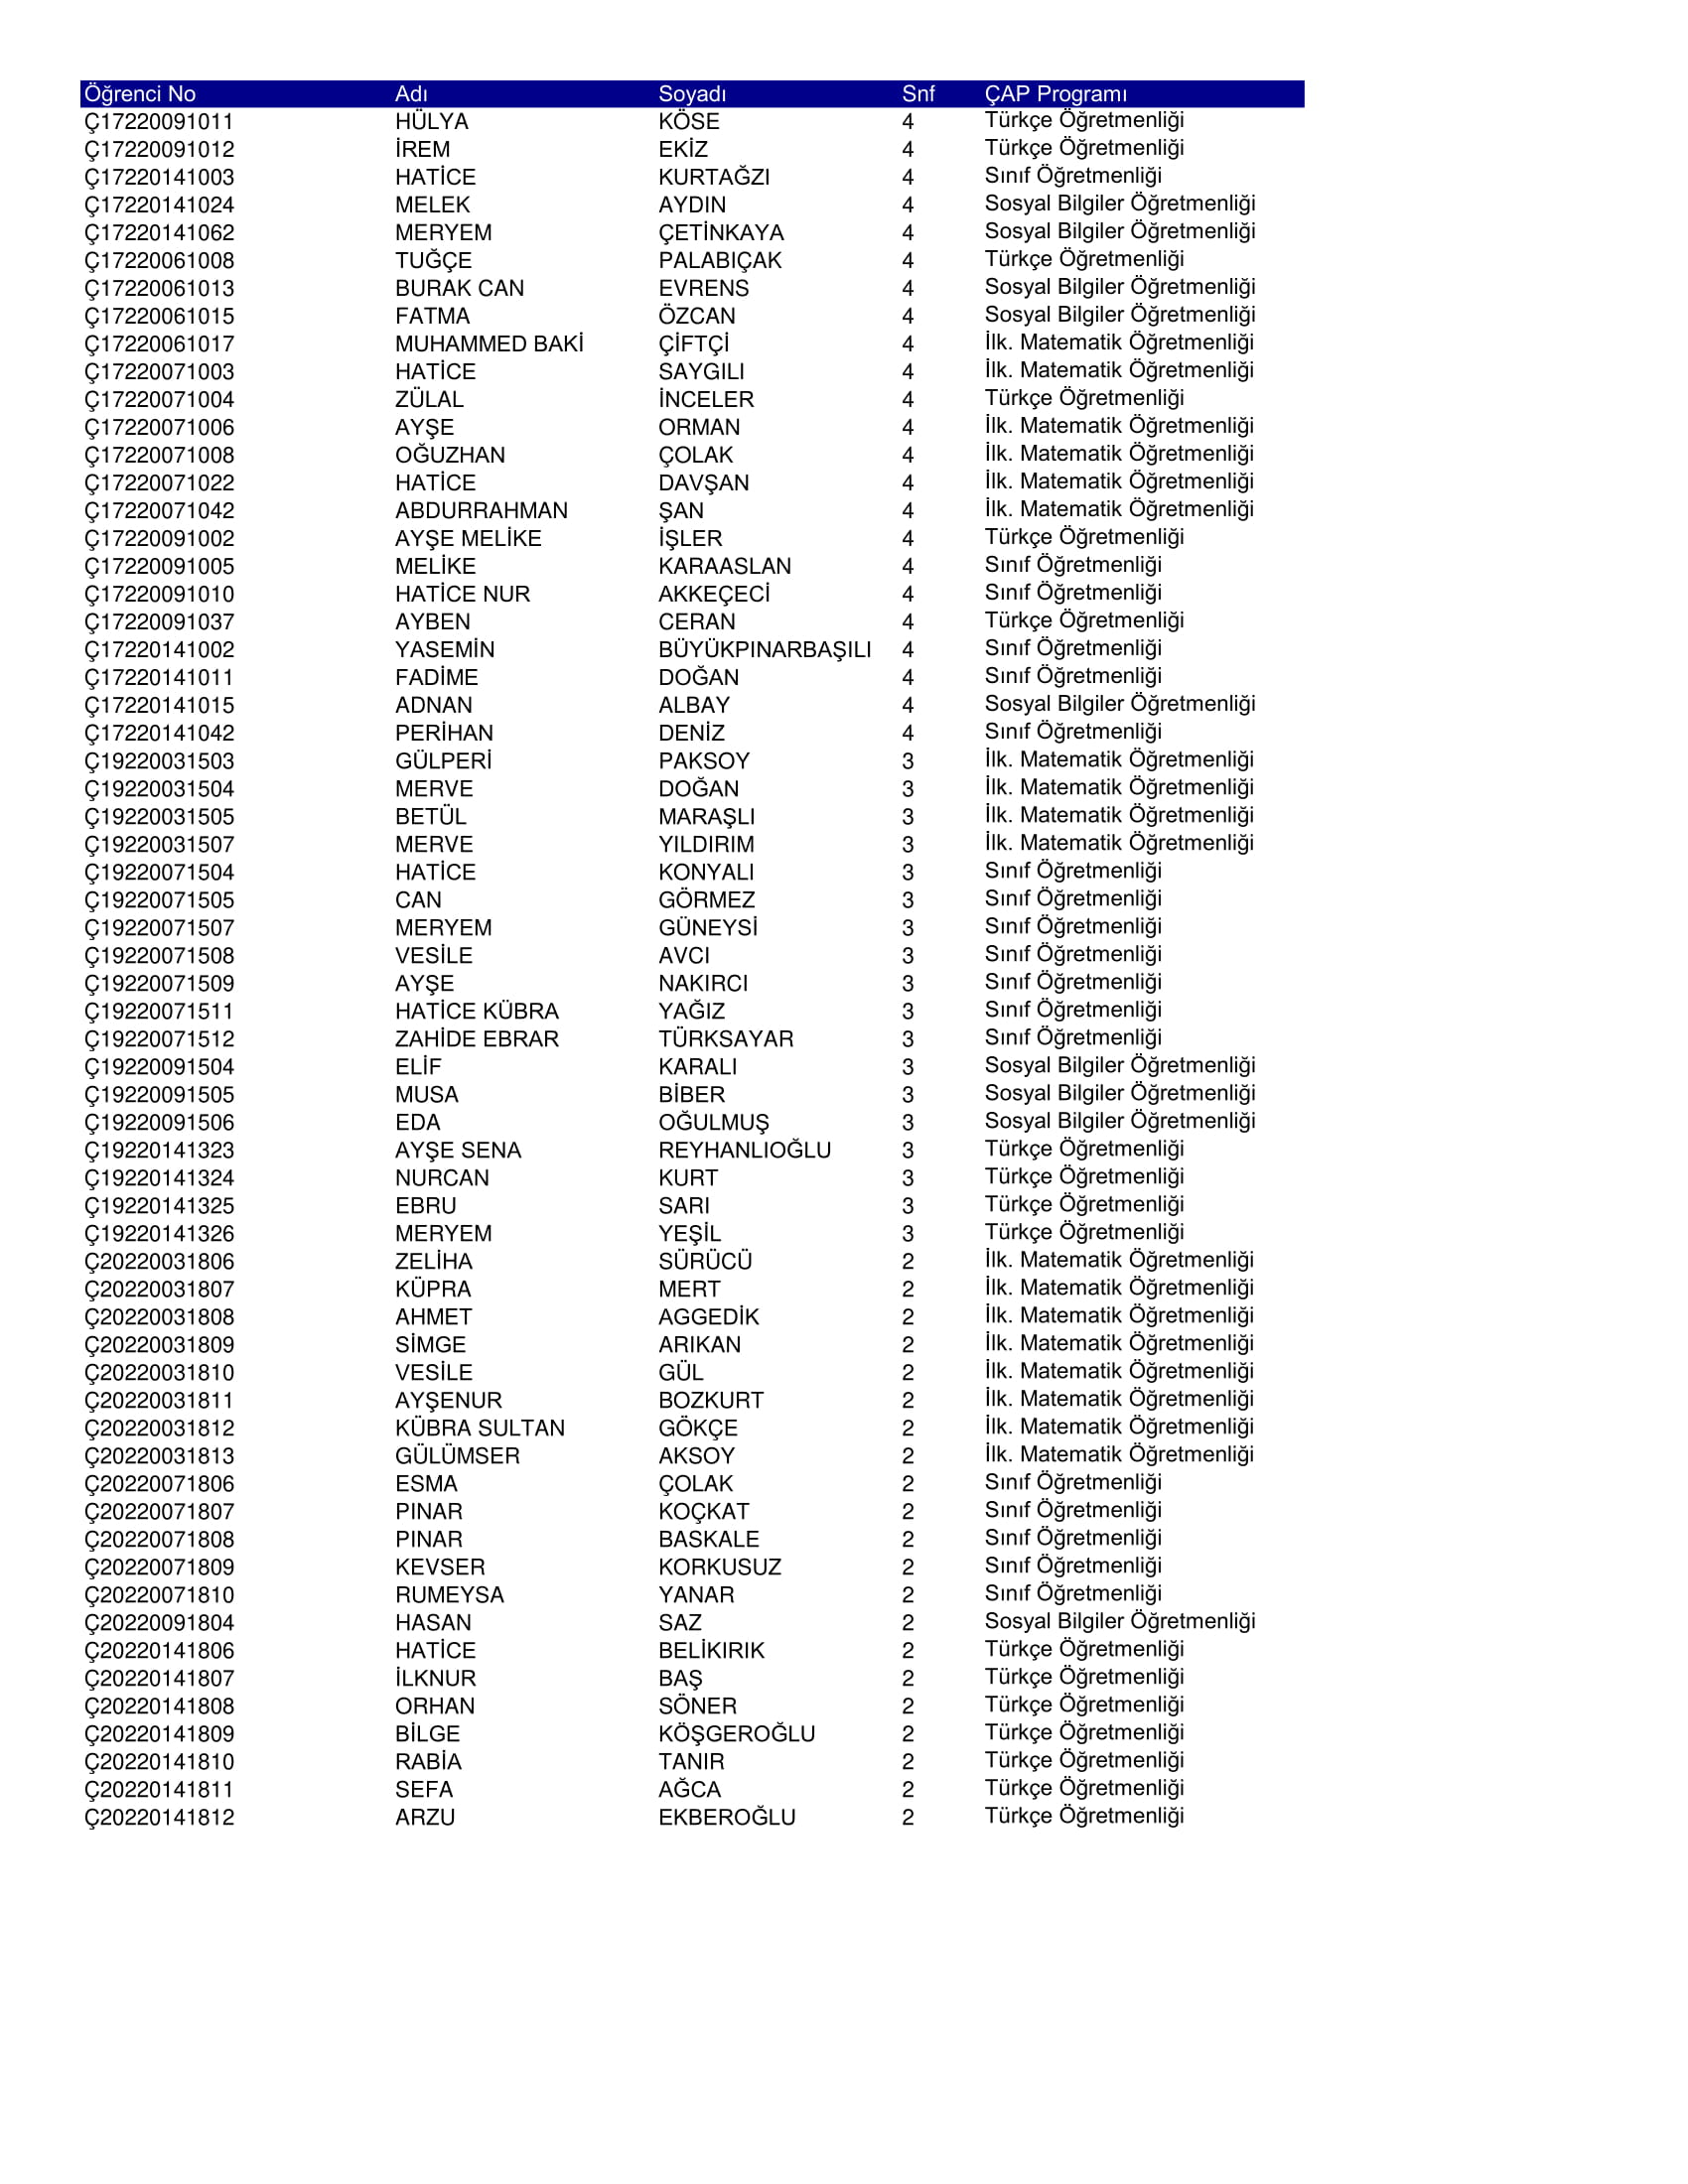 Öğrenci No Adı Soyadı Snf ÇAP Programı
Ç17220091011 HÜLYA KÖSE 4 Türkçe Öğretmenliği
Ç17220091012 İREM EKİZ 4 Türkçe Öğretmenliği
Ç17220141003 HATİCE KURTAĞZI 4 Sınıf Öğretmenliği
Ç17220141024 MELEK AYDIN 4 Sosyal Bilgiler Öğretmenliği
Ç17220141062 MERYEM ÇETİNKAYA 4 Sosyal Bilgiler Öğretmenliği
Ç17220061008 TUĞÇE PALABIÇAK 4 Türkçe Öğretmenliği
Ç17220061013 BURAK CAN EVRENS 4 Sosyal Bilgiler Öğretmenliği
Ç17220061015 FATMA ÖZCAN 4 Sosyal Bilgiler Öğretmenliği
Ç17220061017 MUHAMMED BAKİ ÇİFTÇİ 4 İlk. Matematik Öğretmenliği
Ç17220071003 HATİCE SAYGILI 4 İlk. Matematik Öğretmenliği
Ç17220071004 ZÜLAL İNCELER 4 Türkçe Öğretmenliği
Ç17220071006 AYŞE ORMAN 4 İlk. Matematik Öğretmenliği
Ç17220071008 OĞUZHAN ÇOLAK 4 İlk. Matematik Öğretmenliği
Ç17220071022 HATİCE DAVŞAN 4 İlk. Matematik Öğretmenliği
Ç17220071042 ABDURRAHMAN ŞAN 4 İlk. Matematik Öğretmenliği
Ç17220091002 AYŞE MELİKE İŞLER 4 Türkçe Öğretmenliği
Ç17220091005 MELİKE KARAASLAN 4 Sınıf Öğretmenliği
Ç17220091010 HATİCE NUR AKKEÇECİ 4 Sınıf Öğretmenliği
Ç17220091037 AYBEN CERAN 4 Türkçe Öğretmenliği
Ç17220141002 YASEMİN BÜYÜKPINARBAŞILI 4 Sınıf Öğretmenliği
Ç17220141011 FADİME DOĞAN 4 Sınıf Öğretmenliği
Ç17220141015 ADNAN ALBAY 4 Sosyal Bilgiler Öğretmenliği
Ç17220141042 PERİHAN DENİZ 4 Sınıf Öğretmenliği
Ç19220031503 GÜLPERİ PAKSOY 3 İlk. Matematik Öğretmenliği
Ç19220031504 MERVE DOĞAN 3 İlk. Matematik Öğretmenliği
Ç19220031505 BETÜL MARAŞLI 3 İlk. Matematik Öğretmenliği
Ç19220031507 MERVE YILDIRIM 3 İlk. Matematik Öğretmenliği
Ç19220071504 HATİCE KONYALI 3 Sınıf Öğretmenliği
Ç19220071505 CAN GÖRMEZ 3 Sınıf Öğretmenliği
Ç19220071507 MERYEM GÜNEYSİ 3 Sınıf Öğretmenliği
Ç19220071508 VESİLE AVCI 3 Sınıf Öğretmenliği
Ç19220071509 AYŞE NAKIRCI 3 Sınıf Öğretmenliği
Ç19220071511 HATİCE KÜBRA YAĞIZ 3 Sınıf Öğretmenliği
Ç19220071512 ZAHİDE EBRAR TÜRKSAYAR 3 Sınıf Öğretmenliği
Ç19220091504 ELİF KARALI 3 Sosyal Bilgiler Öğretmenliği
Ç19220091505 MUSA BİBER 3 Sosyal Bilgiler Öğretmenliği
Ç19220091506 EDA OĞULMUŞ 3 Sosyal Bilgiler Öğretmenliği
Ç19220141323 AYŞE SENA REYHANLIOĞLU 3 Türkçe Öğretmenliği
Ç19220141324 NURCAN KURT 3 Türkçe Öğretmenliği
Ç19220141325 EBRU SARI 3 Türkçe Öğretmenliği
Ç19220141326 MERYEM YEŞİL 3 Türkçe Öğretmenliği
Ç20220031806 ZELİHA SÜRÜCÜ 2 İlk. Matematik Öğretmenliği
Ç20220031807 KÜPRA MERT 2 İlk. Matematik Öğretmenliği
Ç20220031808 AHMET AGGEDİK 2 İlk. Matematik Öğretmenliği
Ç20220031809 SİMGE ARIKAN 2 İlk. Matematik Öğretmenliği
Ç20220031810 VESİLE GÜL 2 İlk. Matematik Öğretmenliği
Ç20220031811 AYŞENUR BOZKURT 2 İlk. Matematik Öğretmenliği
Ç20220031812 KÜBRA SULTAN GÖKÇE 2 İlk. Matematik Öğretmenliği
Ç20220031813 GÜLÜMSER AKSOY 2 İlk. Matematik Öğretmenliği
Ç20220071806 ESMA ÇOLAK 2 Sınıf Öğretmenliği
Ç20220071807 PINAR KOÇKAT 2 Sınıf Öğretmenliği
Ç20220071808 PINAR BASKALE 2 Sınıf Öğretmenliği
Ç20220071809 KEVSER KORKUSUZ 2 Sınıf Öğretmenliği
Ç20220071810 RUMEYSA YANAR 2 Sınıf Öğretmenliği
Ç20220091804 HASAN SAZ 2 Sosyal Bilgiler Öğretmenliği
Ç20220141806 HATİCE BELİKIRIK 2 Türkçe Öğretmenliği
Ç20220141807 İLKNUR BAŞ 2 Türkçe Öğretmenliği
Ç20220141808 ORHAN SÖNER 2 Türkçe Öğretmenliği
Ç20220141809 BİLGE KÖŞGEROĞLU 2 Türkçe Öğretmenliği
Ç20220141810 RABİA TANIR 2 Türkçe Öğretmenliği
Ç20220141811 SEFA AĞCA 2 Türkçe Öğretmenliği
Ç20220141812 ARZU EKBEROĞLU 2 Türkçe Öğretmenliği